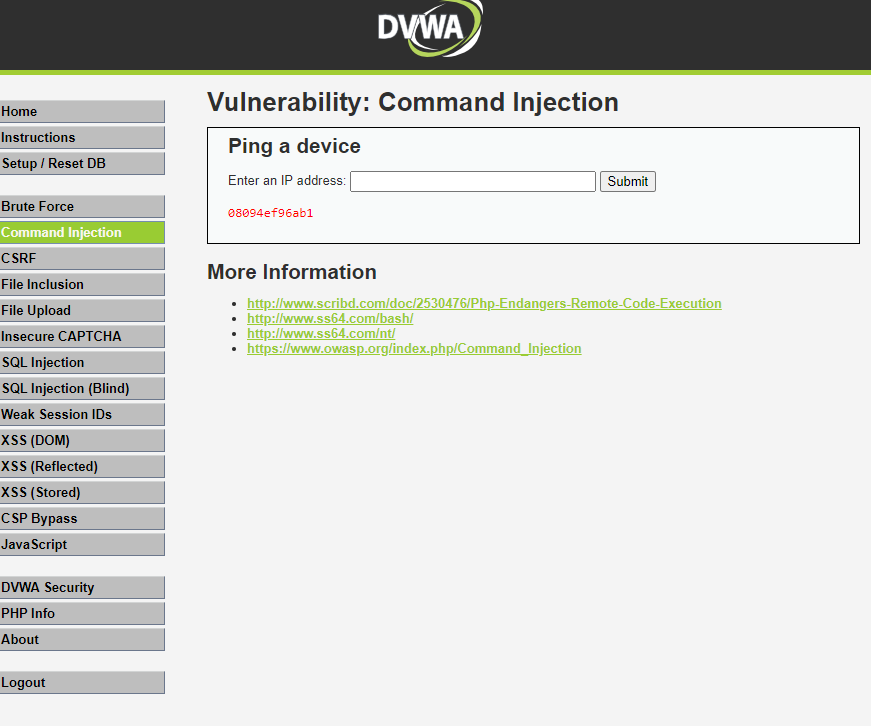 DVWA
Home
Instructions
Setup / Reset DB
Brute Force
Command Injection
CSRF
File Inclusion
File Upload
Insecure CAPTCHA
SQL Injection
SQL Injection (Blind)
Weak Session IDs
XSS (DOM)
XSS (Reflected)
XSS (Stored)
CSP Bypass
JavaScript
DVWA Security
PHP Info
About
Logout
Vulnerability: Command Injection
Ping a device
Enter an IP address: Submit
08094ef96ab1
More Information
http://www.scribd.com/doc/2530476/Php-Endangers-Remote-Code-Execution
http://www.ss64.com/bash/
http://www.ss64.com/nt/
https://www.owasp.org/index.php/Command_Injection